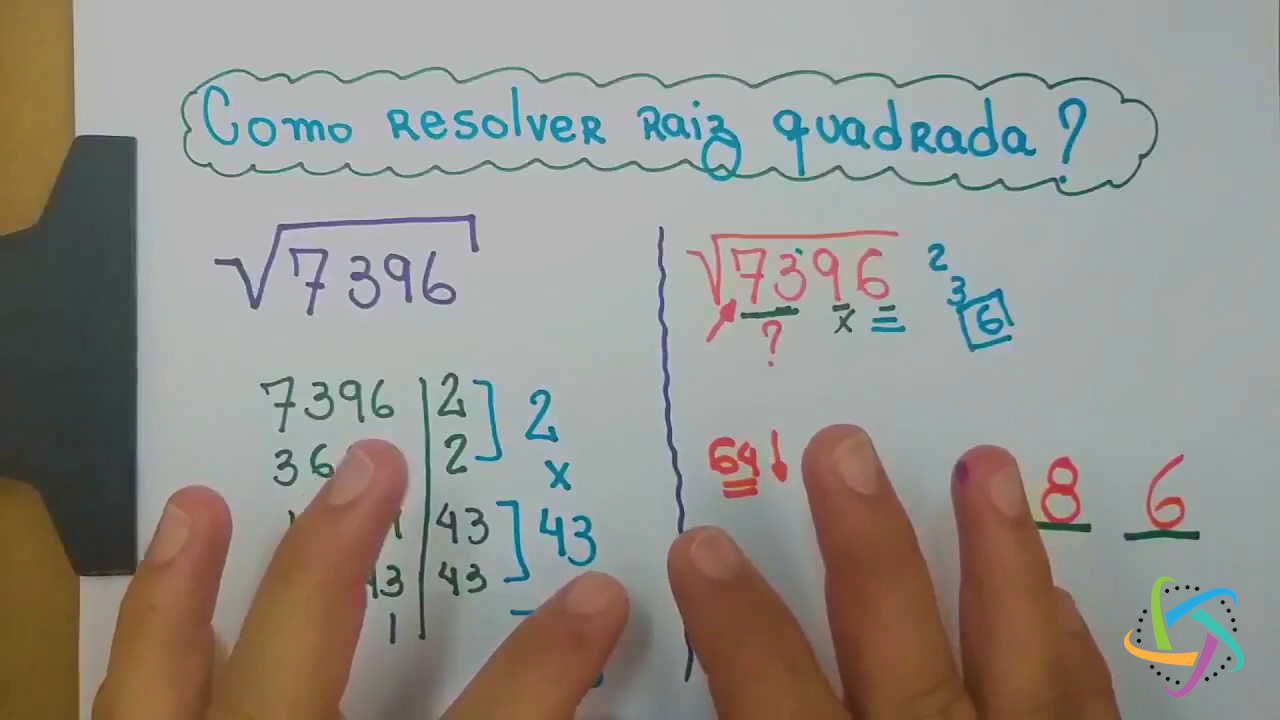 Como resolver raiz quadrada?
√7396
7396 | 2 ] 2
36 | 2 x
43 ] 43
43 | 43
1
√7396 2
? x 3
6
64 ↓
8 6